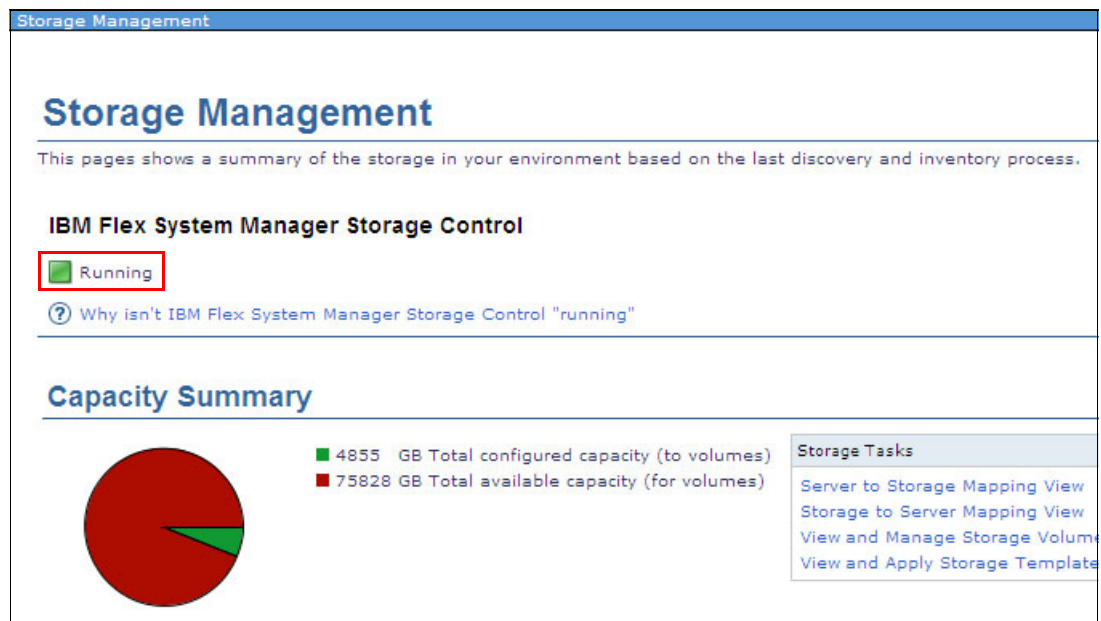 Storage Management
Storage Management
This pages shows a summary of the storage in your environment based on the last discovery and inventory process.
IBM Flex System Manager Storage Control
Running
? Why isn't IBM Flex System Manager Storage Control "running"
Capacity Summary
4855 GB Total configured capacity (to volumes)
75828 GB Total available capacity (for volumes)
Storage Tasks
Server to Storage Mapping View
Storage to Server Mapping View
View and Manage Storage Volume
View and Apply Storage Template